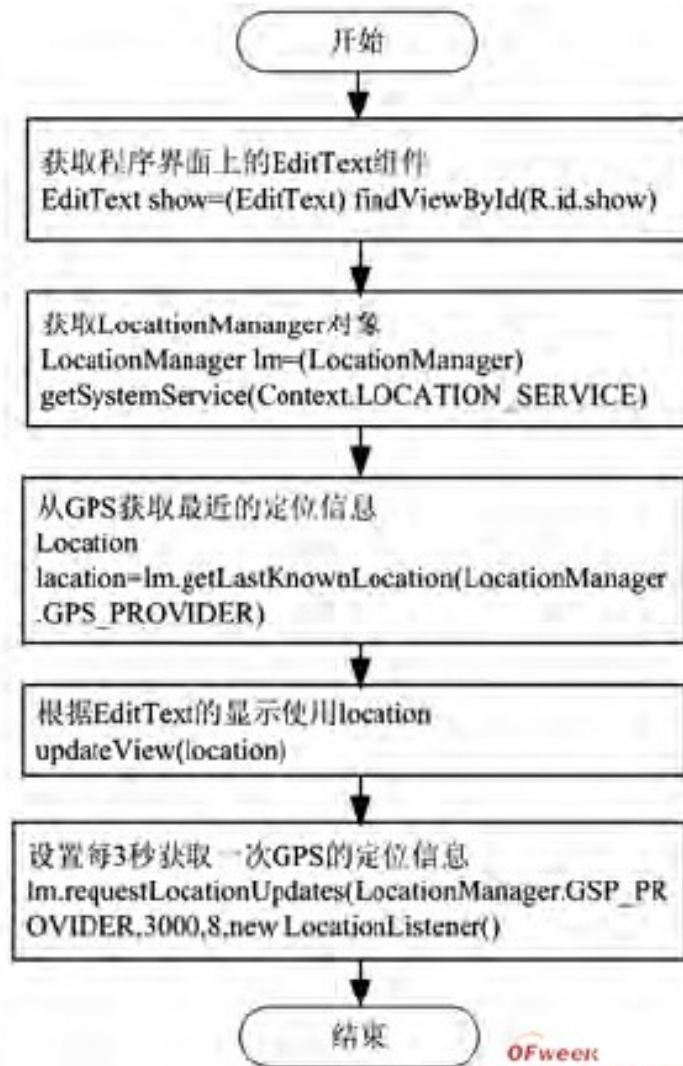 开始
获取程序界面上的EditText组件
EditText show=(EditText) findViewById(R.id.show)
获取LocattionMananger对象
LocationManager lm=(LocationManager)
getSystemService(Context.LOCATION_SERVICE)
从GPS获取最近的定位信息
Location
lacation=lm.getLastKnownLocation(LocationManager
.GPS_PROVIDER)
根据EditText的显示使用location
updateView(location)
设置每3秒获取一次GPS的定位信息
lm.requestLocationUpdates(LocationManager.GSP_PR
OVIDER,3000,8,new LocationListener()
结束
OFweek